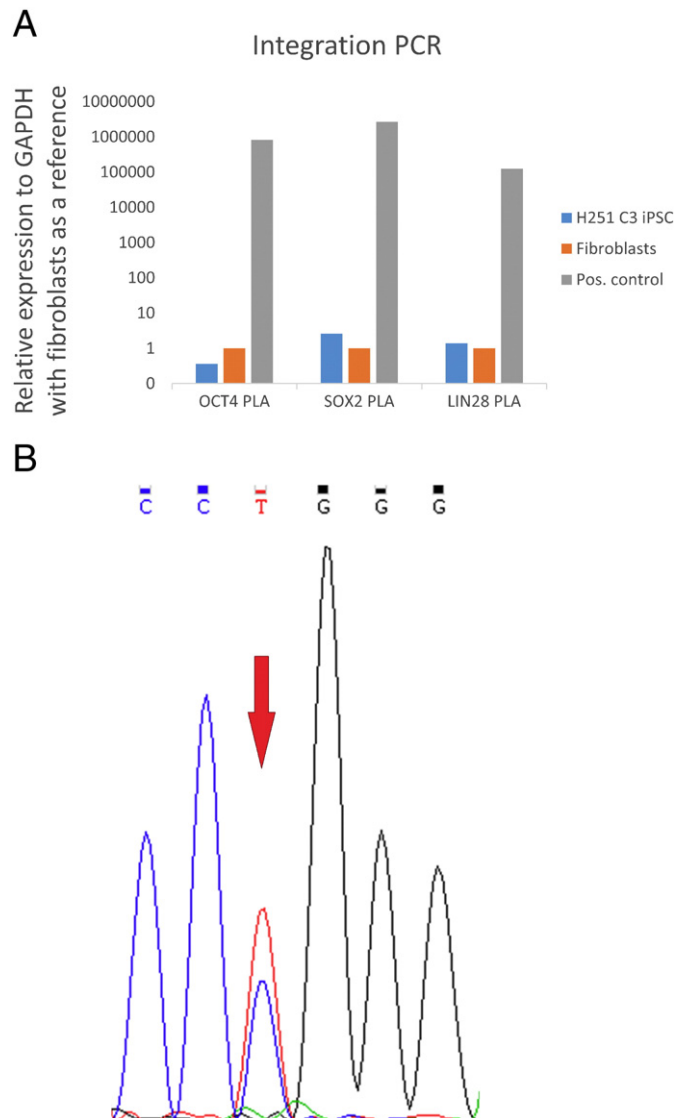 A
Integration PCR
Relative expression to GAPDH
with fibroblasts as a reference
10000000
1000000
100000
10000
1000
100
10
1
0
OCT4 PLA SOX2 PLA LIN28 PLA
H251 C3 iPSC
Fibroblasts
Pos. control
B
C C T G G G